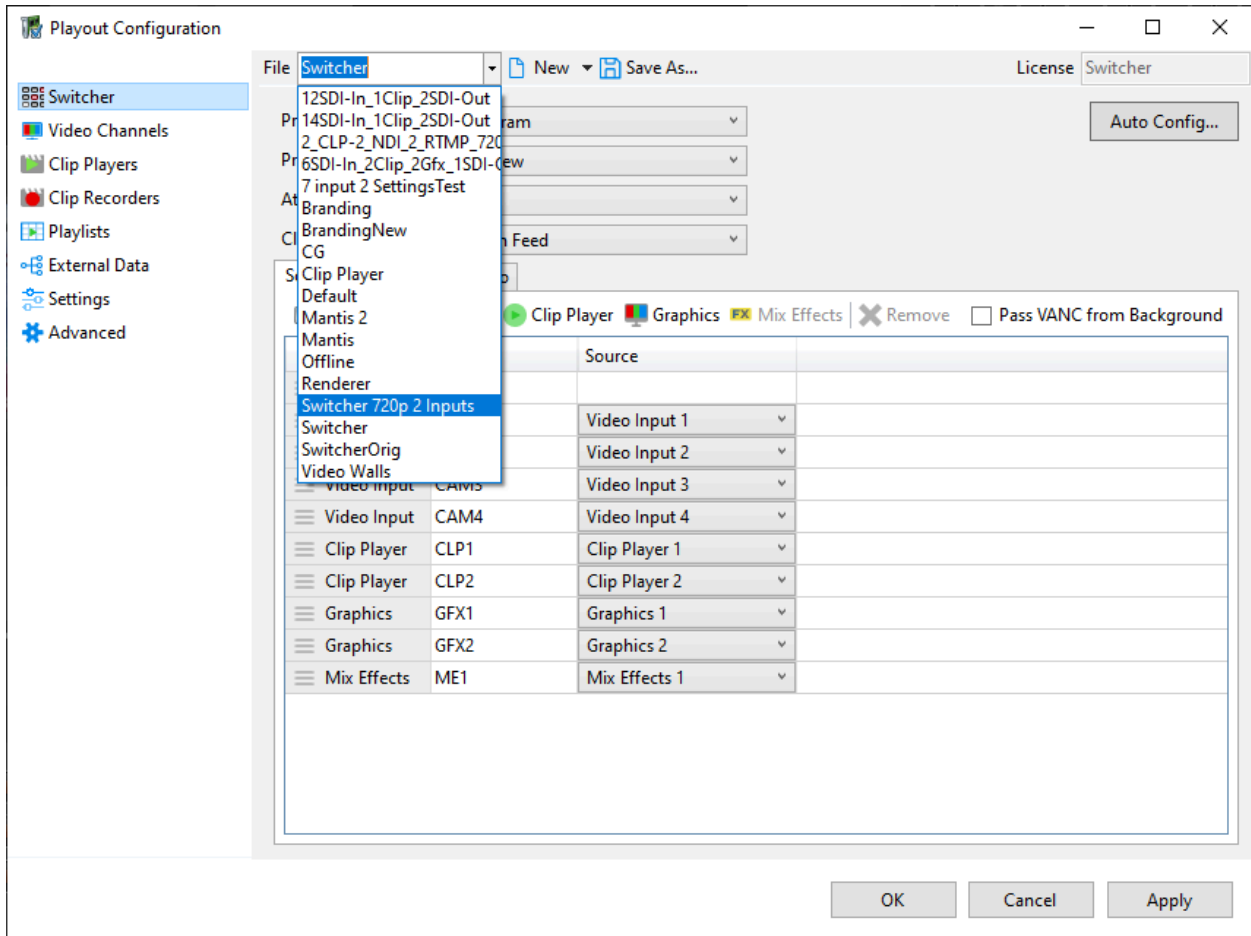 Playout Configuration
File Switcher New Save As... License Switcher
Switcher
Video Channels
Clip Players
Clip Recorders
Playlists
External Data
Settings
Advanced
12SDI-In_1Clip_2SDI-Out
14SDI-In_1Clip_2SDI-Out
2_CLP-2_NDI_2_RTMP_720
6SDI-In_2Clip_2Gfx_1SDI-O
7 input 2 SettingsTest
Branding
BrandingNew
CG
Clip Player
Default
Mantis 2
Mantis
Offline
Renderer
Switcher 720p 2 Inputs
Switcher
SwitcherOrig
Video Walls
Auto Config...
Feed
Clip Player Graphics FX Mix Effects Remove Pass VANC from Background
Source
Video Input 1
Video Input 2
Video Input CAM3 Video Input 3
Video Input CAM4 Video Input 4
Clip Player CLP1 Clip Player 1
Clip Player CLP2 Clip Player 2
Graphics GFX1 Graphics 1
Graphics GFX2 Graphics 2
Mix Effects ME1 Mix Effects 1
OK Cancel Apply